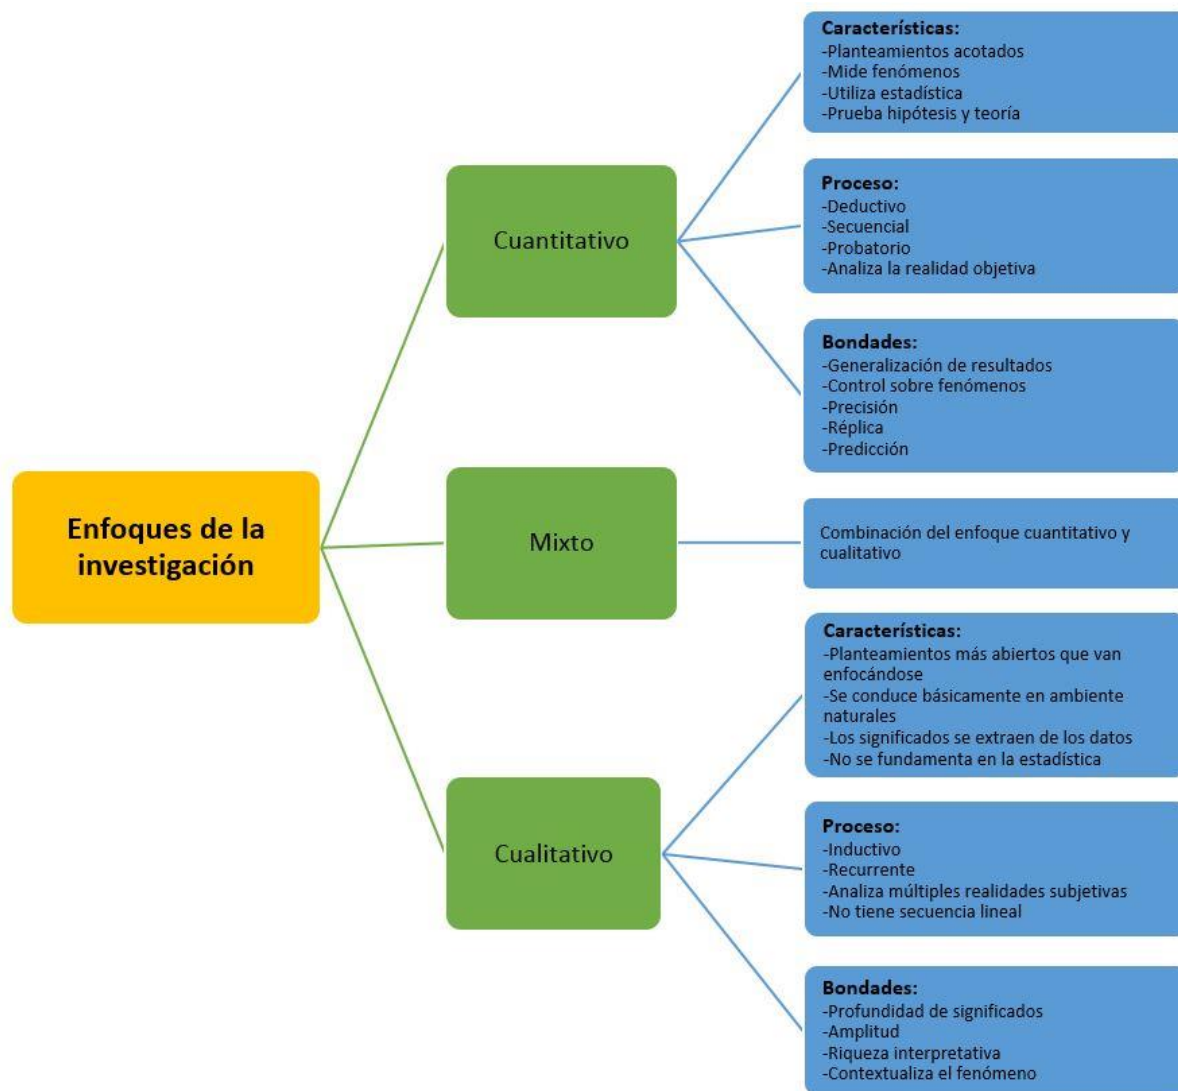 Enfoques de la
investigación
Cuantitativo
Características:
-Planteamientos acotados
-Mide fenómenos
-Utiliza estadística
-Prueba hipótesis y teoría
Proceso:
-Deductivo
-Secuencial
-Probatorio
-Analiza la realidad objetiva
Bondades:
-Generalización de resultados
-Control sobre fenómenos
-Precisión
-Réplica
-Predicción
Mixto
Combinación del enfoque cuantitativo y
cualitativo
Cualitativo
Características:
-Planteamientos más abiertos que van
enfocándose
-Se conduce básicamente en ambiente
naturales
-Los significados se extraen de los datos
-No se fundamenta en la estadística
Proceso:
-Inductivo
-Recurrente
-Analiza múltiples realidades subjetivas
-No tiene secuencia lineal
Bondades:
-Profundidad de significados
-Amplitud
-Riqueza interpretativa
-Contextualiza el fenómeno